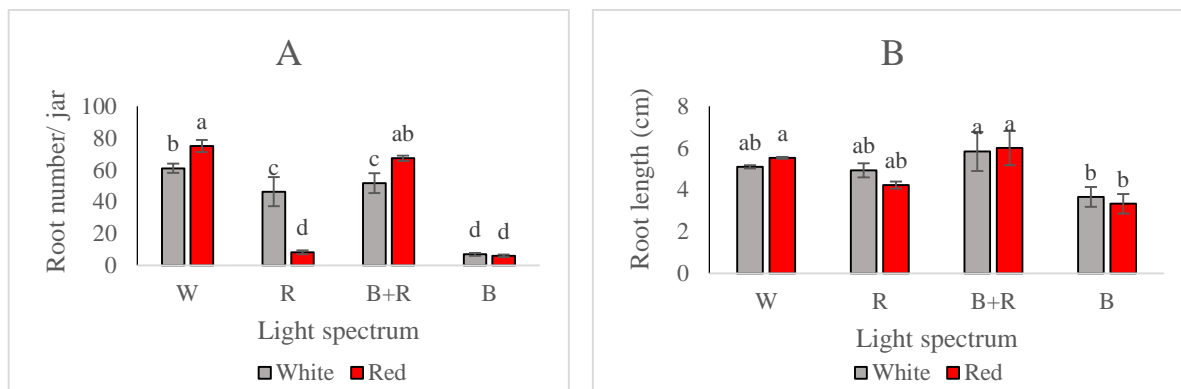 A
Root number/ jar
100
80
60
40
20
0
b a c d c ab d d
W R B+R B
Light spectrum
White Red
B
Root length (cm)
8
6
4
2
0
ab a ab ab a a b b
W R B+R B
Light spectrum
White Red